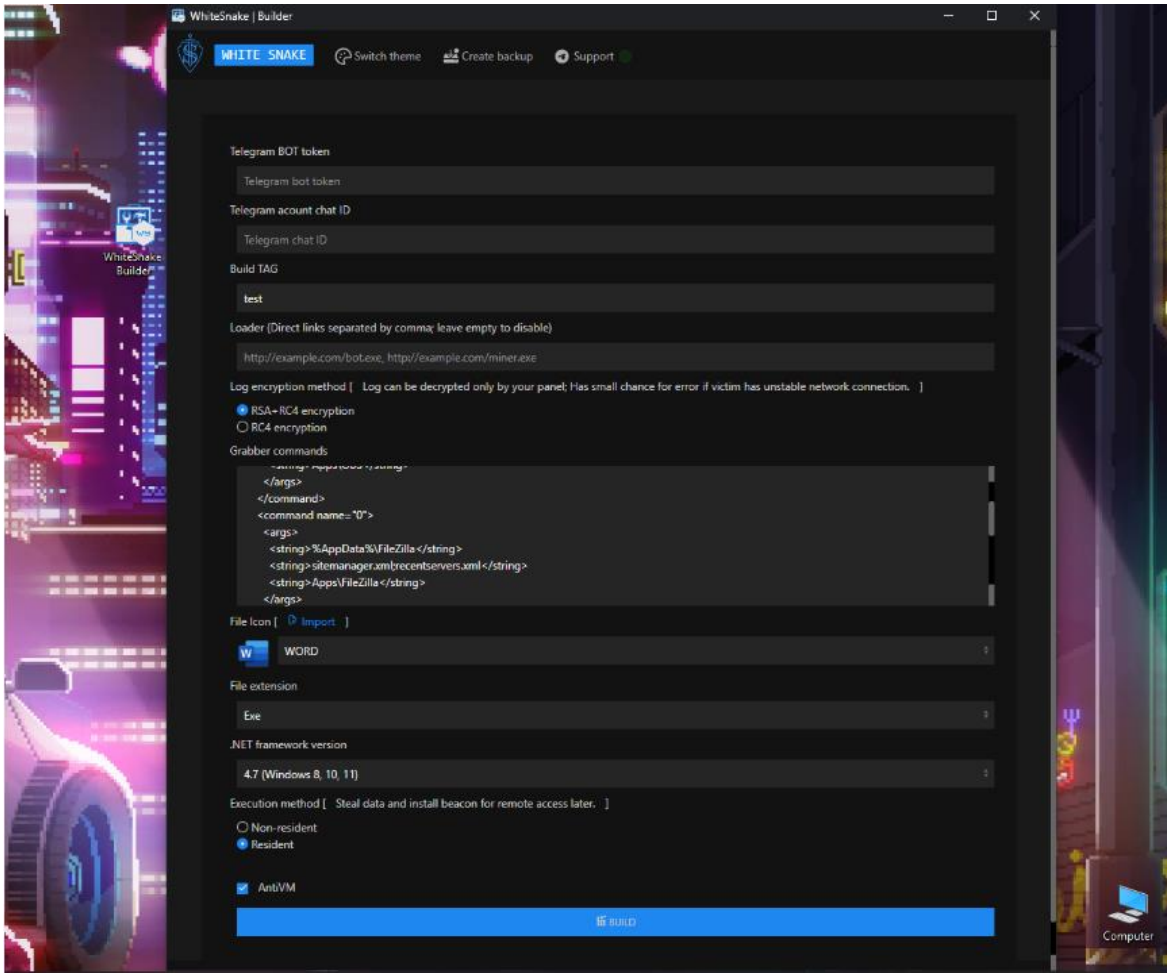 WhiteSnake | Builder
WHITE SNAKE
Switch theme
Create backup
Support
Telegram BOT token
Telegram bot token
Telegram acount chat ID
Telegram chat ID
WhiteSnake
Builder
Build TAG
test
Loader (Direct links separated by comma; leave empty to disable)
http://example.com/bot.exe, http://example.com/miner.exe
Log encryption method [ Log can be decrypted only by your panel; Has small chance for error if victim has unstable network connection. ]
RSA+RC4 encryption
RC4 encryption
Grabber commands
</args>
</command>
<command name="0">
<args>
<string>%AppData%\FileZilla</string>
<string>sitemanager.xml;recentservers.xml</string>
<string>Apps\FileZilla</string>
</args>
File Icon [ Import ]
W
WORD
File extension
Exe
.NET framework version
4.7 (Windows 8, 10, 11)
Execution method [ Steal data and install beacon for remote access later. ]
Non-resident
Resident
AntiVM
BUILD
Computer